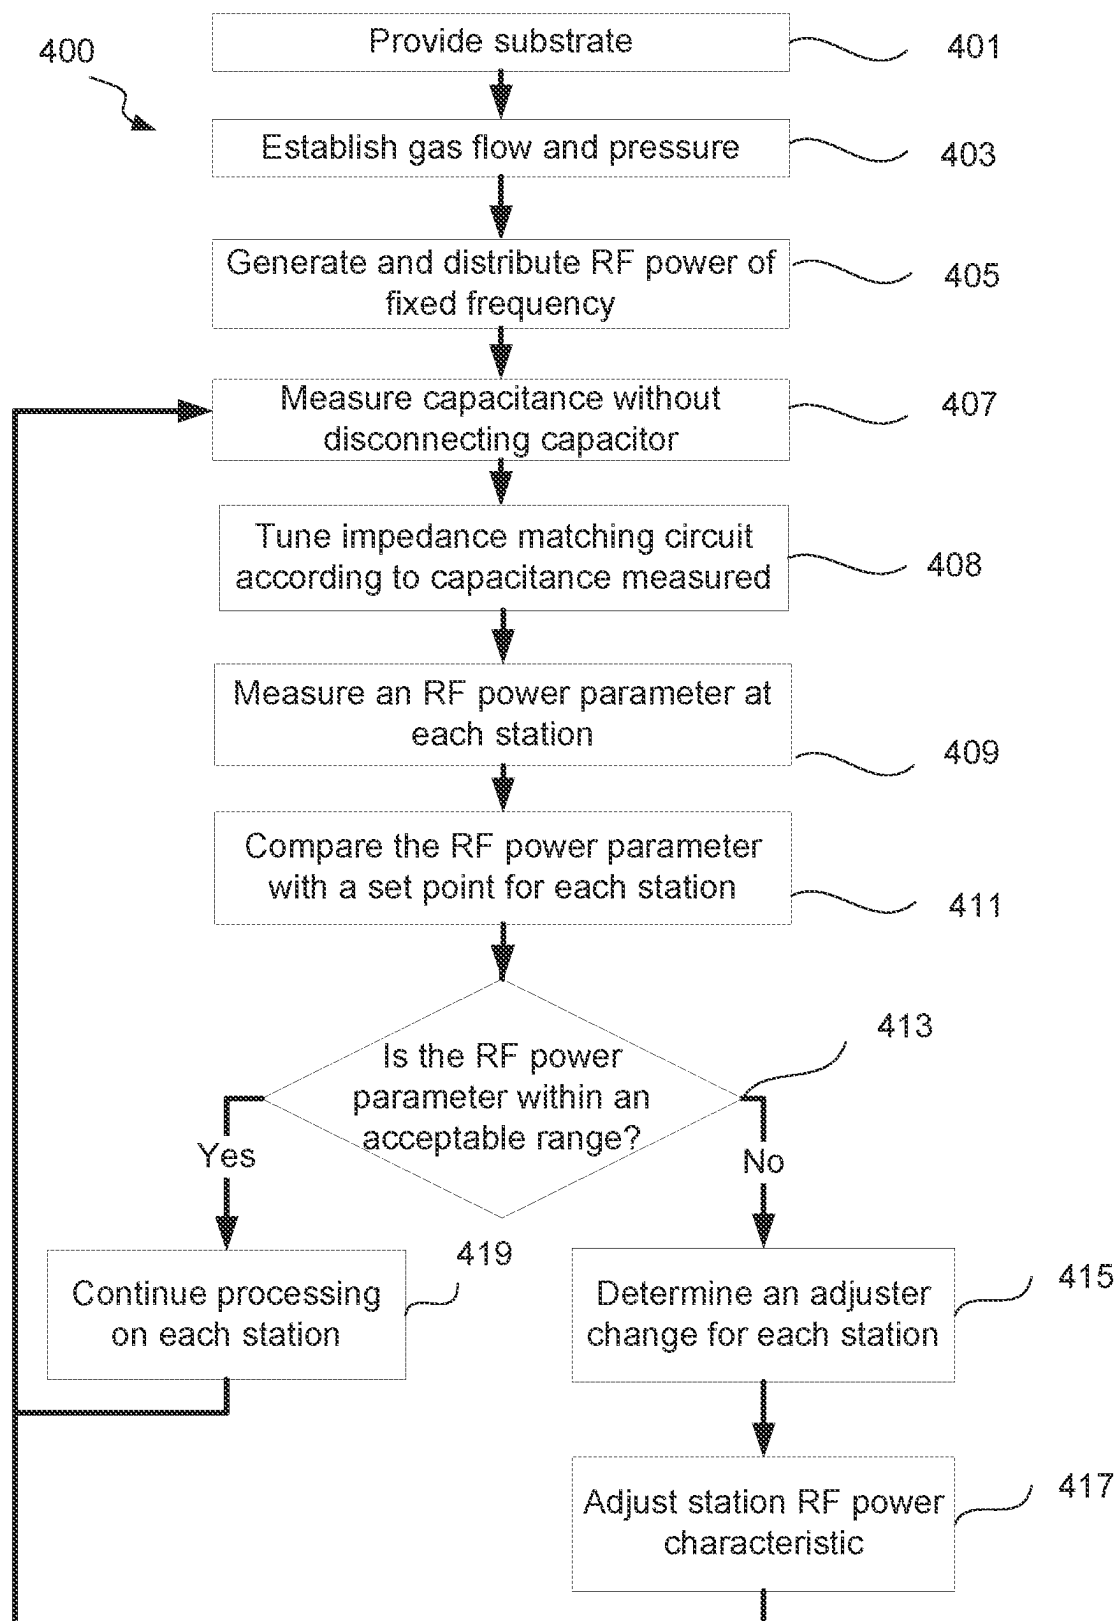 400
Provide substrate
401
Establish gas flow and pressure
403
Generate and distribute RF power of
fixed frequency
405
Measure capacitance without
disconnecting capacitor
407
Tune impedance matching circuit
according to capacitance measured
408
Measure an RF power parameter at
each station
409
Compare the RF power parameter
with a set point for each station
411
Is the RF power
parameter within an
acceptable range?
413
Yes
No
Continue processing
on each station
419
Determine an adjuster
change for each station
415
Adjust station RF power
characteristic
417